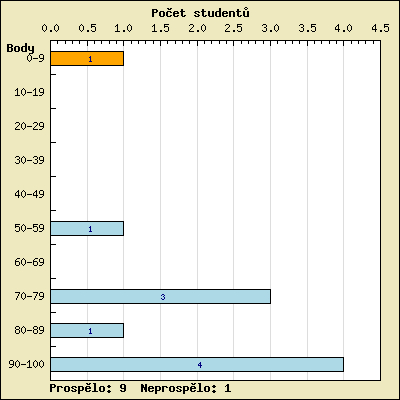 Počet studentů
0.0 0.5 1.0 1.5 2.0 2.5 3.0 3.5 4.0 4.5
Body
0-9 1
10-19
20-29
30-39
40-49
50-59 1
60-69
70-79 3
80-89 1
90-100 4
Prospělo: 9 Neprospělo: 1